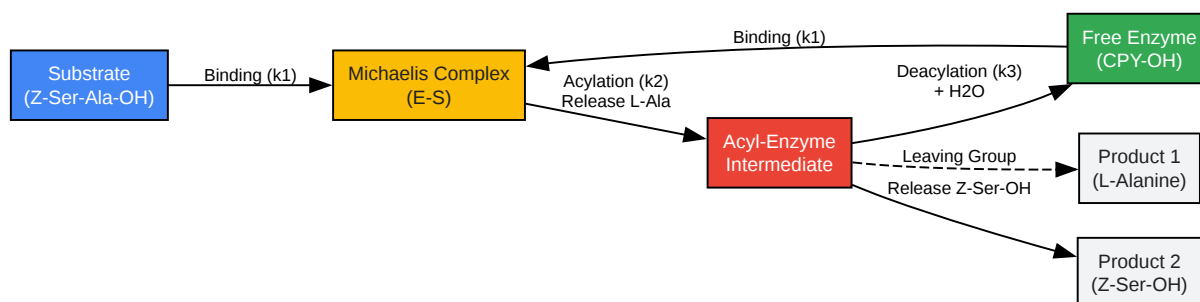 Substrate
(Z-Ser-Ala-OH)
Binding (k1)
Michaelis Complex
(E-S)
Acylation (k2)
Release L-Ala
Binding (k1)
Acyl-Enzyme
Intermediate
Deacylation (k3)
+ H2O
Free Enzyme
(CPY-OH)
Leaving Group
Product 1
(L-Alanine)
Release Z-Ser-OH
Product 2
(Z-Ser-OH)